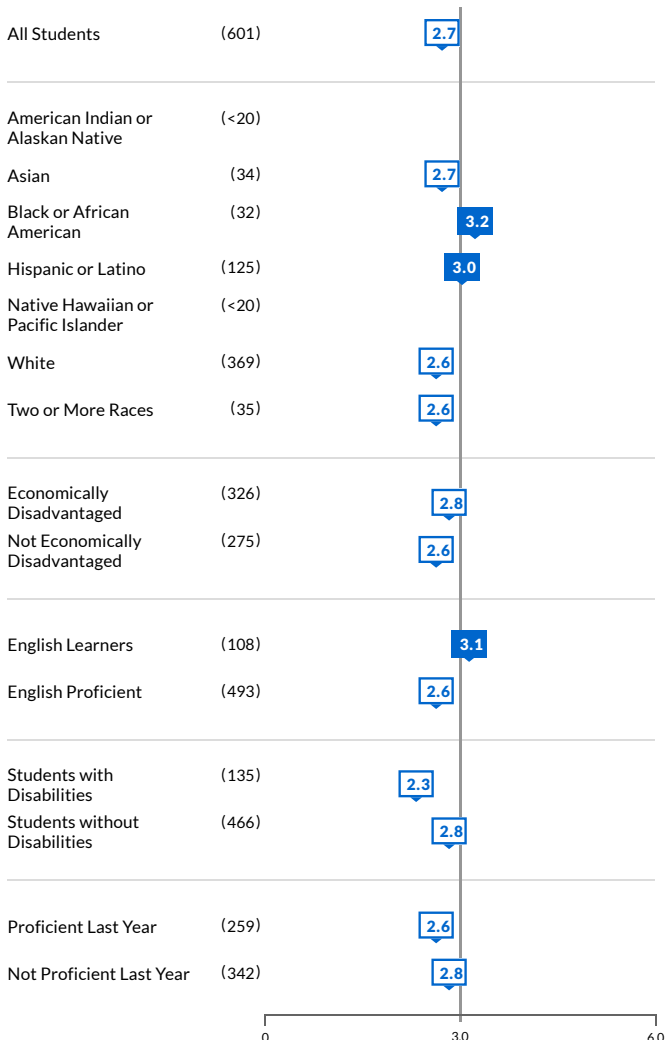 All Students (601) 2.7
American Indian or (<20)
Alaskan Native
Asian (34) 2.7
Black or African (32) 3.2
American
Hispanic or Latino (125) 3.0
Native Hawaiian or (<20)
Pacific Islander
White (369) 2.6
Two or More Races (35) 2.6
Economically (326) 2.8
Disadvantaged
Not Economically (275) 2.6
Disadvantaged
English Learners (108) 3.1
English Proficient (493) 2.6
Students with (135) 2.3
Disabilities
Students without (466) 2.8
Disabilities
Proficient Last Year (259) 2.6
Not Proficient Last Year (342) 2.8
0 3.0 6.0